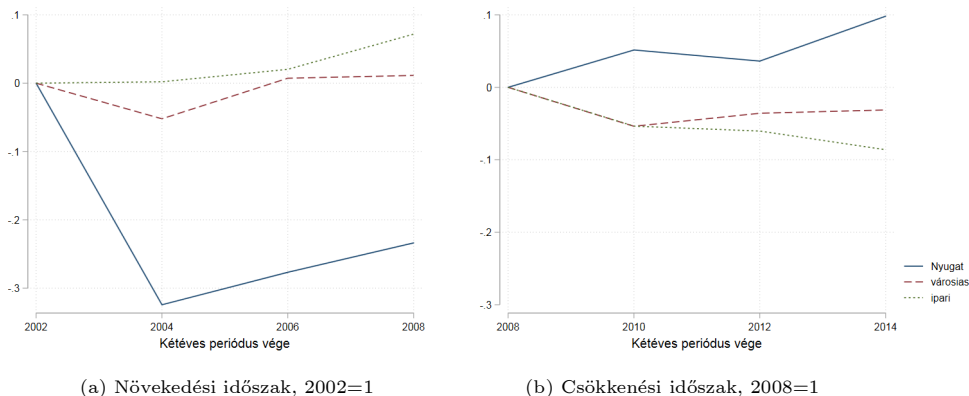 .1
0
-.1
-.2
-.3
2002 2004 2006 2008
Kétéves periódus vége
(a) Növekedési időszak, 2002=1
.1
0
-.1
-.2
-.3
2008 2010 2012 2014
Kétéves periódus vége
(b) Csökkenési időszak, 2008=1
Nyugat
városias
ipari